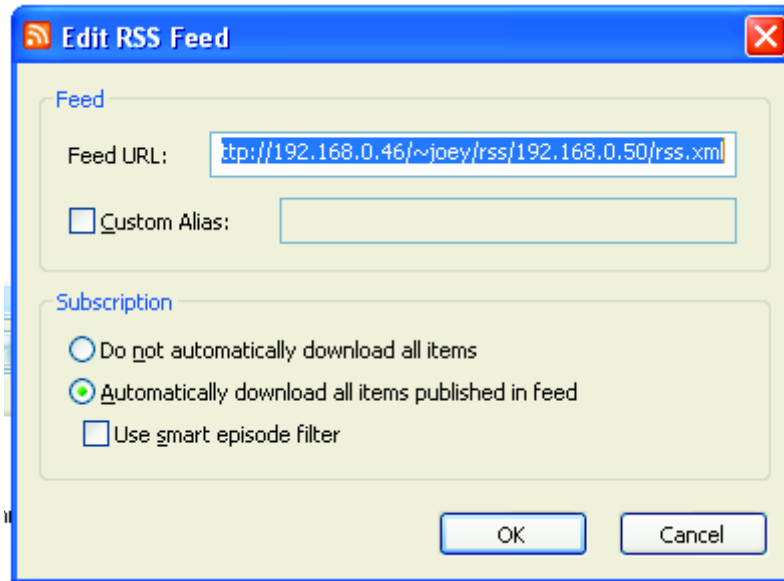 Edit RSS Feed
Feed
Feed URL: ttp://192.168.0.46/~joey/rss/192.168.0.50/rss.xml
Custom Alias:
Subscription
Do not automatically download all items
Automatically download all items published in feed
Use smart episode filter
OK Cancel